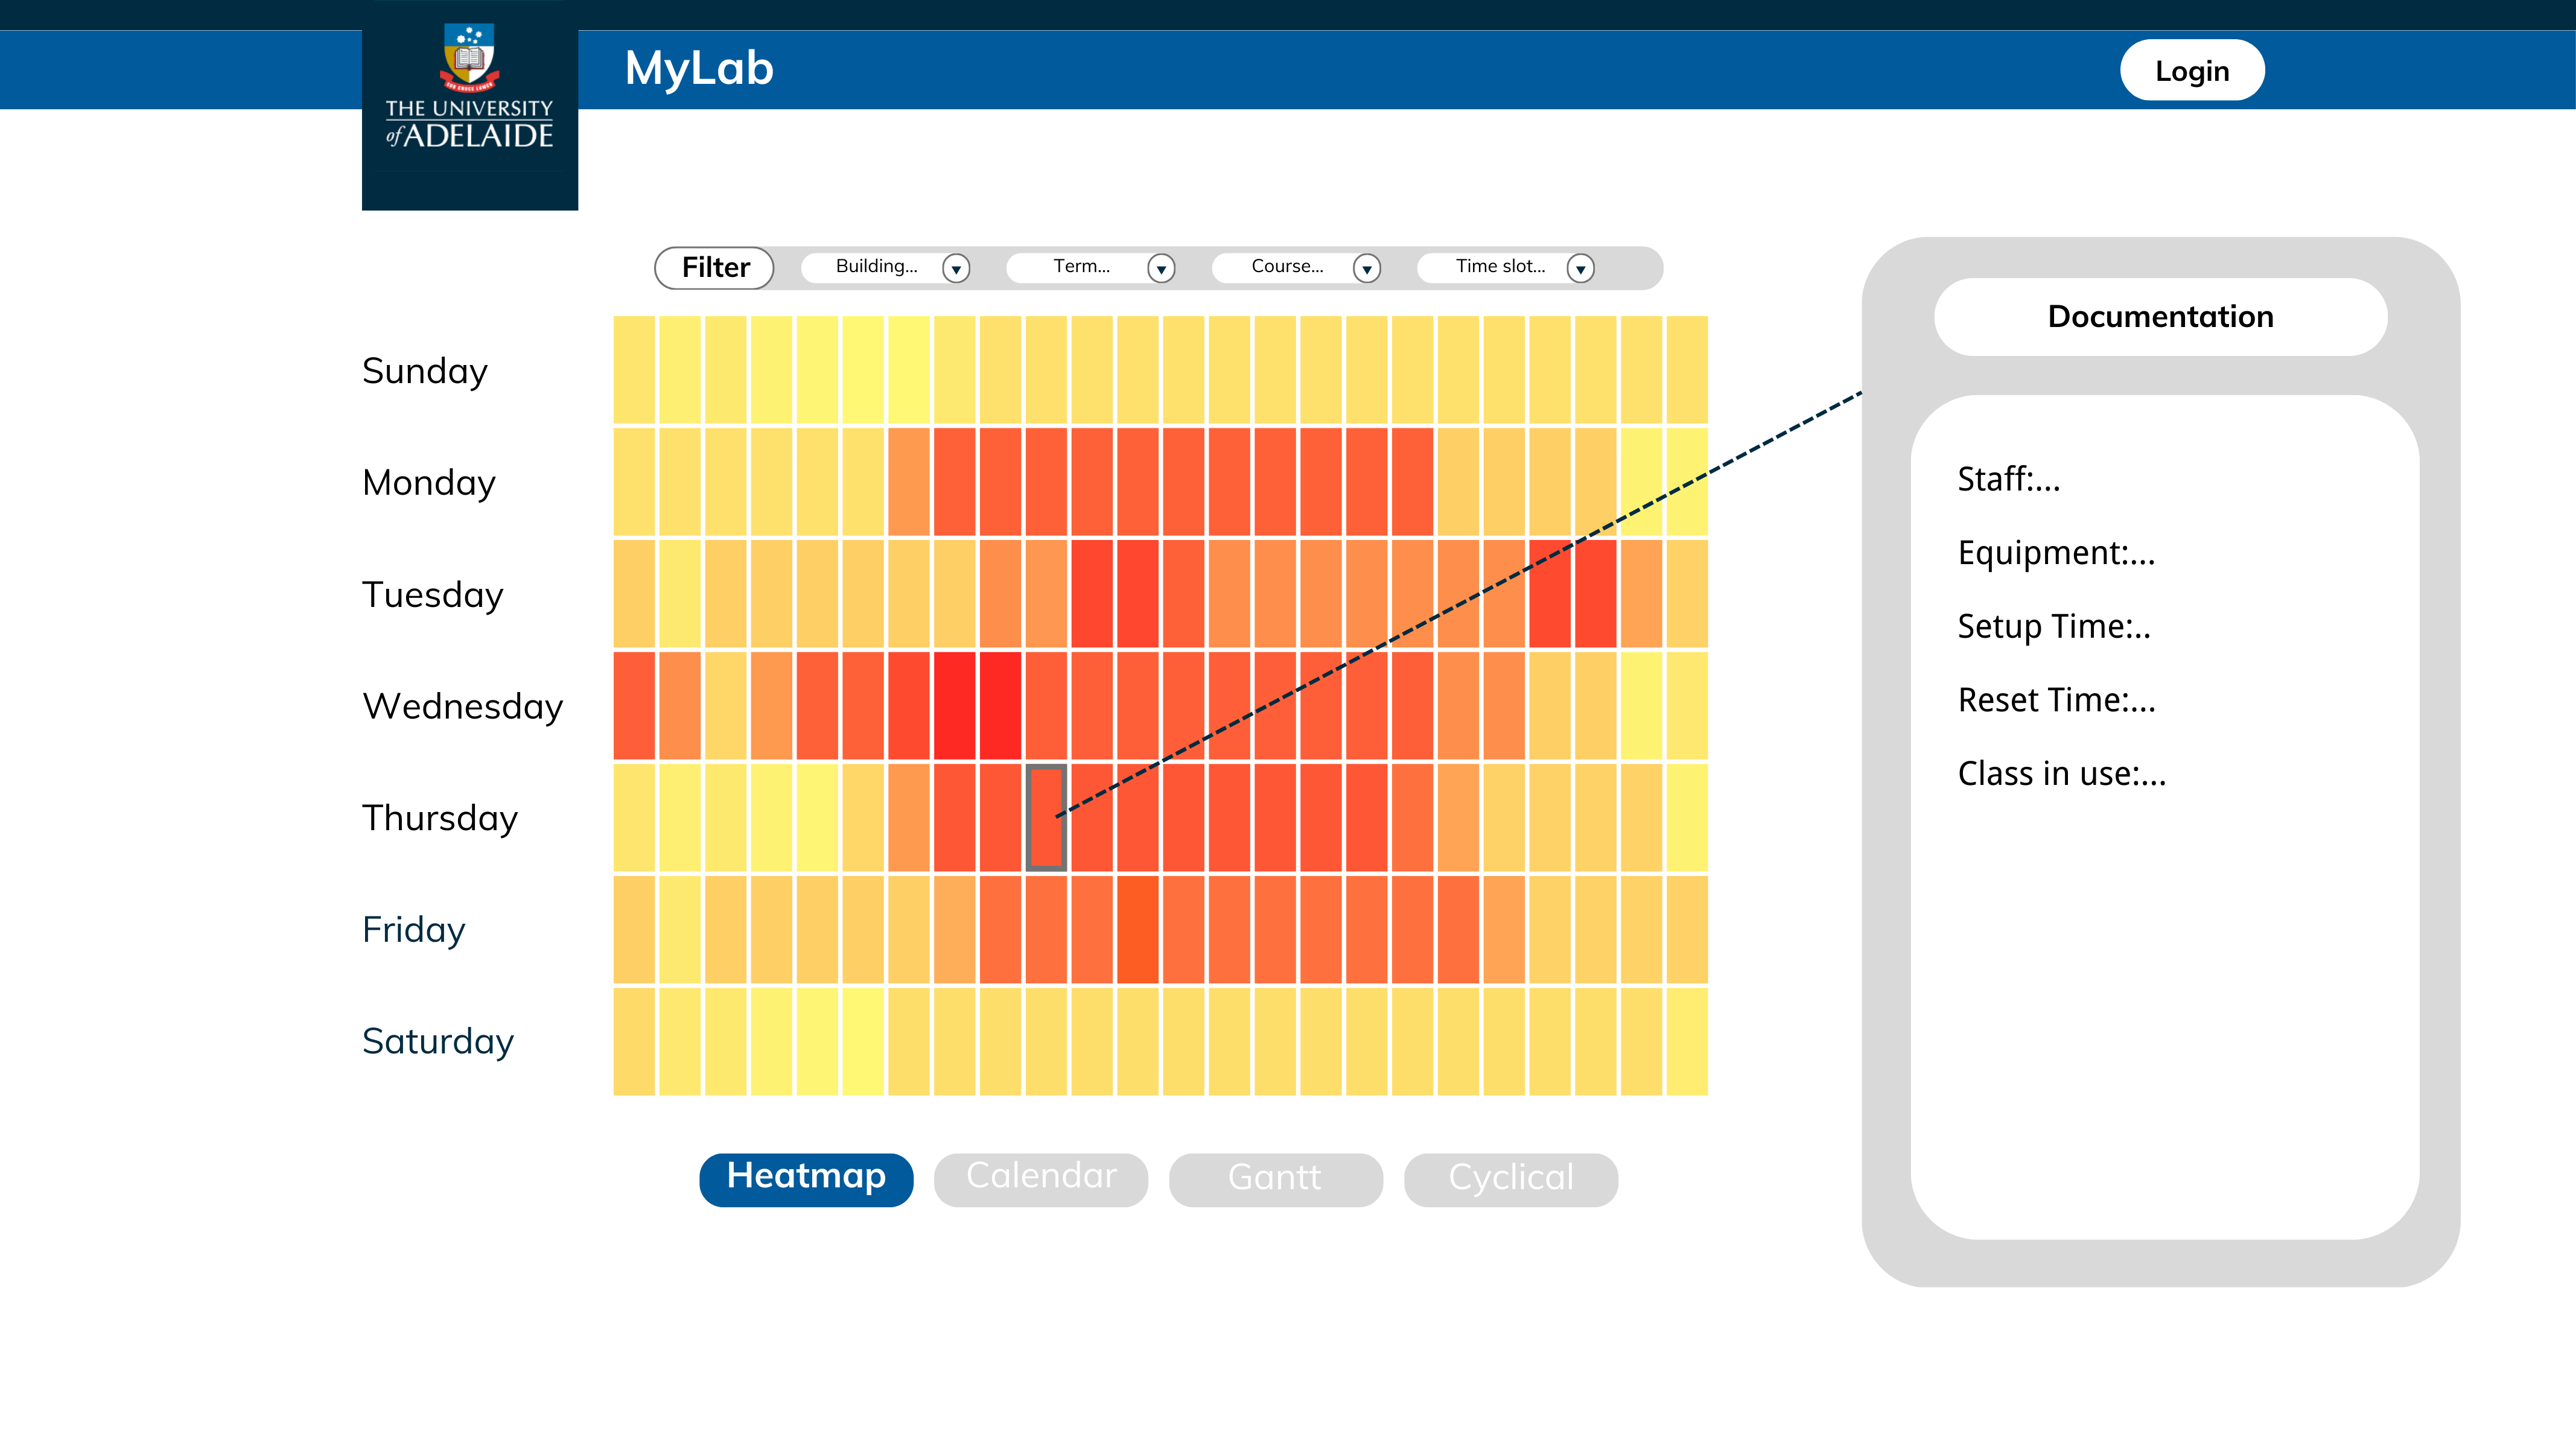 MyLab
Login
THE UNIVERSITY
of ADELAIDE
Filter
Building...
Term...
Course...
Time slot...
Documentation
Sunday
Monday
Tuesday
Wednesday
Thursday
Friday
Saturday
Staff:...
Equipment:...
Setup Time:..
Reset Time:...
Class in use:...
Heatmap
Calendar
Gantt
Cyclical